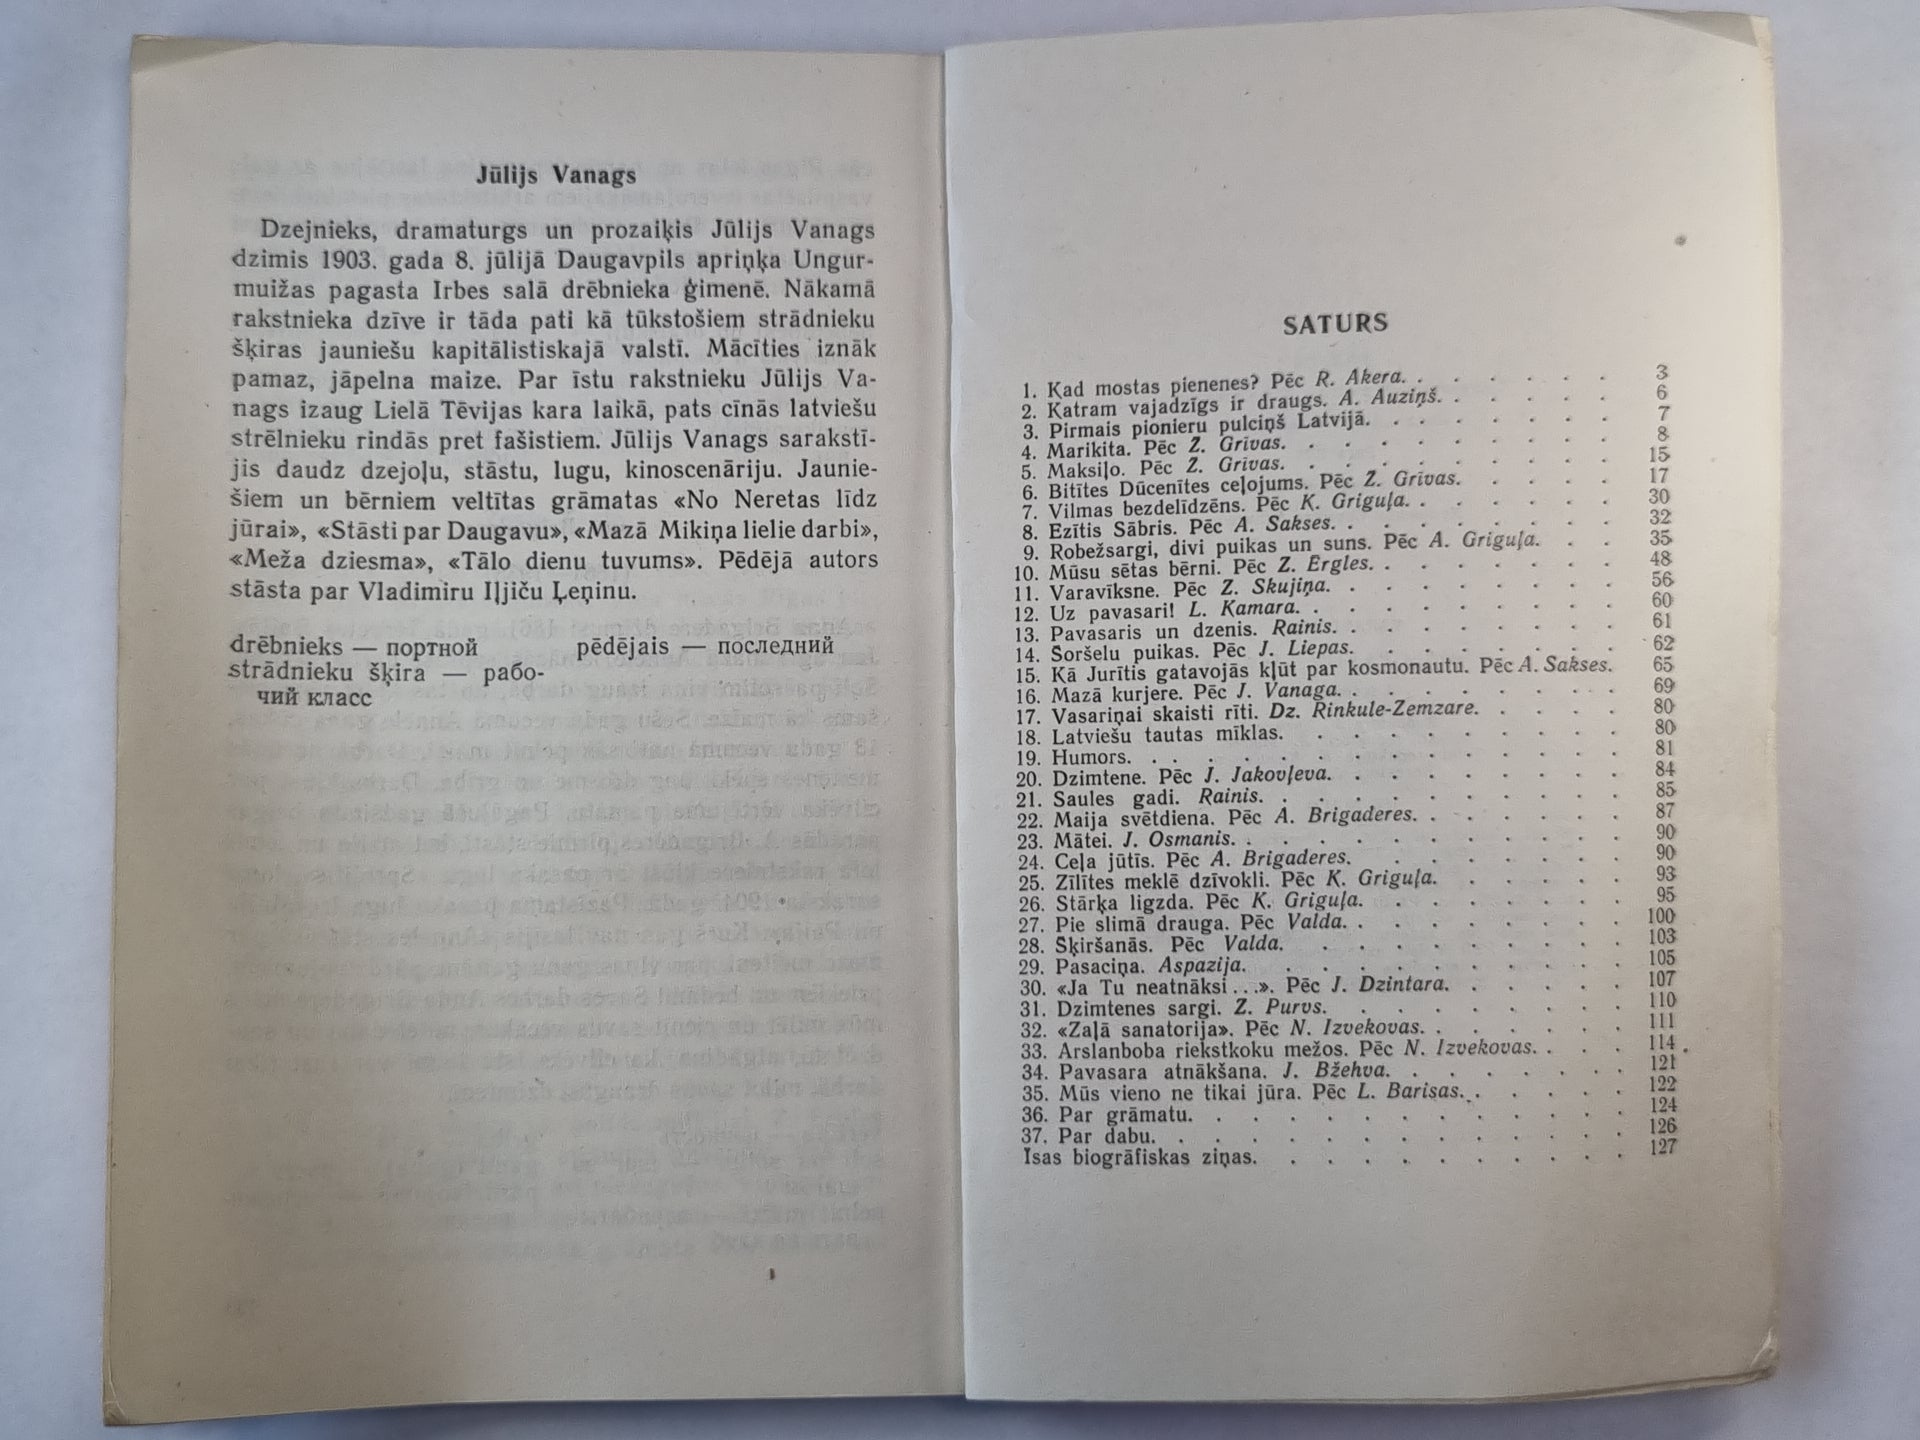 Jūlijs Vanags
Dzejnieks, dramaturgs un prozaiķis Jūlijs Vanags
dzimis 1903. gada 8. jūlijā Daugavpils apriņķa Ungur-
muižas pagasta Irbes salā drēbnieka ģimenē. Nākamā
rakstnieka dzīve ir tāda pati kā tūkstošiem strādnieku
šķiras jauniešu kapitālistiskajā valstī. Mācīties iznāk
pamaz, jāpelna maize. Par īstu rakstnieku Jūlijs Va-
nags izaug Lielā Tēvijas kara laikā, pats cīnās latviešu
strēlnieku rindās pret fašistiem. Jūlijs Vanags sarakstī-
jis daudz dzejoļu, stāstu, lugu, kinoscenāriju. Jaunie-
šiem un bērniem veltītas grāmatas «No Neretas līdz
jūrai», «Stāsti par Daugavu», «Mazā Mikiņa lielie darbi»,
«Meža dziesma», «Tālo dienu tuvums». Pēdējā autors
stāsta par Vladimiru Iļjiču Ļeņinu.
drēbnieks — портной
strādnieku šķira — рабо-
чий класс
pēdējais — последний
SATURS
1. Kad mostas pienenes? Pēc R. Akera. . . . . . . 3
2. Katram vajadzīgs ir draugs. A. Auziņš. . . . . . 6
3. Pirmais pionieru pulciņš Latvijā. . . . . . . 7
4. Marikita. Pēc Ž. Grīvas. . . . . . . . . 8
5. Maksiļo. Pēc Ž. Grīvas. . . . . . . . . 15
6. Bitītes Dūcenītes ceļojums. Pēc Ž. Grīvas. . . . . 17
7. Vilmas bezdelīdzēns. Pēc K. Griguļa. . . . . . 30
8. Ezītis Sābris. Pēc A. Sakses. . . . . . . . 32
9. Robežsargi, divi puikas un suns. Pēc A. Griguļa. . . 35
10. Mūsu sētas bērni. Pēc Z. Ērgles. . . . . . . 48
11. Varavīksne. Pēc Z. Skujiņa. . . . . . . . 56
12. Uz pavasari! L. Kamara. . . . . . . . . 60
13. Pavasaris un dzenis. Rainis. . . . . . . . 61
14. Soršelu puikas. Pēc J. Liepas. . . . . . . 62
15. Kā Jurītis gatavojās kļūt par kosmonautu. Pēc A. Sakses. 65
16. Mazā kurjere. Pēc J. Vanaga. . . . . . . . 69
17. Vasariņai skaisti rīti. Dz. Rinkule-Zemzare. . . . . 80
18. Latviešu tautas mīklas. . . . . . . . . 80
19. Humors. . . . . . . . . . . . 81
20. Dzimtene. Pēc J. Jakovļeva. . . . . . . . 84
21. Saules gadi. Rainis. . . . . . . . . . 85
22. Maija svētdiena. Pēc A. Brigaderes. . . . . . 87
23. Mātei. J. Osmanis. . . . . . . . . . 90
24. Ceļa jūtīs. Pēc A. Brigaderes. . . . . . . 90
25. Zīlītes meklē dzīvokli. Pēc K. Griguļa. . . . . . 93
26. Stārķa ligzda. Pēc K. Griguļa. . . . . . . 95
27. Pie slimā drauga. Pēc Valda. . . . . . . . 100
28. Šķiršanās. Pēc Valda. . . . . . . . . 103
29. Pasaciņa. Aspazija. . . . . . . . . . 105
30. «Ja Tu neatnāksi...». Pēc J. Dzintara. . . . . . 107
31. Dzimtenes sargi. Z. Purvs. . . . . . . . 110
32. «Zaļā sanatorija». Pēc N. Izvekovas. . . . . . 111
33. Arslanboba riekstkoku mežos. Pēc N. Izvekovas. . . . 114
34. Pavasara atnākšana. J. Bžehva. . . . . . . 121
35. Mūs vieno ne tikai jūra. Pēc L. Barisas. . . . . . 122
36. Par grāmatu. . . . . . . . . . . 124
37. Par dabu. . . . . . . . . . . . 126
Īsas biogrāfiskas ziņas. . . . . . . . . . 127